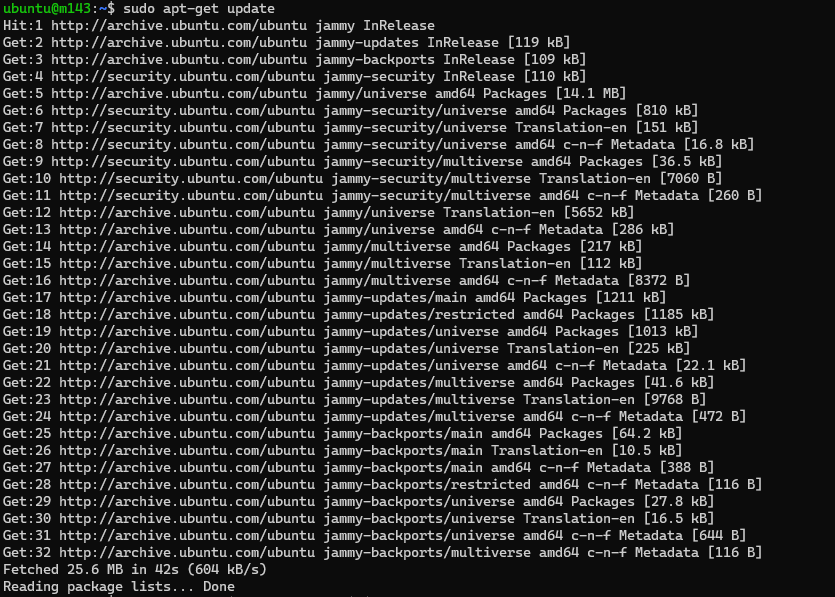 ubuntu@m143:~$ sudo apt-get update
Hit:1 http://archive.ubuntu.com/ubuntu jammy InRelease
Get:2 http://archive.ubuntu.com/ubuntu jammy-updates InRelease [119 kB]
Get:3 http://archive.ubuntu.com/ubuntu jammy-backports InRelease [109 kB]
Get:4 http://security.ubuntu.com/ubuntu jammy-security InRelease [110 kB]
Get:5 http://archive.ubuntu.com/ubuntu jammy/universe amd64 Packages [14.1 MB]
Get:6 http://security.ubuntu.com/ubuntu jammy-security/universe amd64 Packages [810 kB]
Get:7 http://security.ubuntu.com/ubuntu jammy-security/universe Translation-en [151 kB]
Get:8 http://security.ubuntu.com/ubuntu jammy-security/universe amd64 c-n-f Metadata [16.8 kB]
Get:9 http://security.ubuntu.com/ubuntu jammy-security/multiverse amd64 Packages [36.5 kB]
Get:10 http://security.ubuntu.com/ubuntu jammy-security/multiverse Translation-en [7060 B]
Get:11 http://security.ubuntu.com/ubuntu jammy-security/multiverse amd64 c-n-f Metadata [260 B]
Get:12 http://archive.ubuntu.com/ubuntu jammy/universe Translation-en [5652 kB]
Get:13 http://archive.ubuntu.com/ubuntu jammy/universe amd64 c-n-f Metadata [286 kB]
Get:14 http://archive.ubuntu.com/ubuntu jammy/multiverse amd64 Packages [217 kB]
Get:15 http://archive.ubuntu.com/ubuntu jammy/multiverse Translation-en [112 kB]
Get:16 http://archive.ubuntu.com/ubuntu jammy/multiverse amd64 c-n-f Metadata [8372 B]
Get:17 http://archive.ubuntu.com/ubuntu jammy-updates/main amd64 Packages [1211 kB]
Get:18 http://archive.ubuntu.com/ubuntu jammy-updates/restricted amd64 Packages [1185 kB]
Get:19 http://archive.ubuntu.com/ubuntu jammy-updates/universe amd64 Packages [1013 kB]
Get:20 http://archive.ubuntu.com/ubuntu jammy-updates/universe Translation-en [225 kB]
Get:21 http://archive.ubuntu.com/ubuntu jammy-updates/universe amd64 c-n-f Metadata [22.1 kB]
Get:22 http://archive.ubuntu.com/ubuntu jammy-updates/multiverse amd64 Packages [41.6 kB]
Get:23 http://archive.ubuntu.com/ubuntu jammy-updates/multiverse Translation-en [9768 B]
Get:24 http://archive.ubuntu.com/ubuntu jammy-updates/multiverse amd64 c-n-f Metadata [472 B]
Get:25 http://archive.ubuntu.com/ubuntu jammy-backports/main amd64 Packages [64.2 kB]
Get:26 http://archive.ubuntu.com/ubuntu jammy-backports/main Translation-en [10.5 kB]
Get:27 http://archive.ubuntu.com/ubuntu jammy-backports/main amd64 c-n-f Metadata [388 B]
Get:28 http://archive.ubuntu.com/ubuntu jammy-backports/restricted amd64 c-n-f Metadata [116 B]
Get:29 http://archive.ubuntu.com/ubuntu jammy-backports/universe amd64 Packages [27.8 kB]
Get:30 http://archive.ubuntu.com/ubuntu jammy-backports/universe Translation-en [16.5 kB]
Get:31 http://archive.ubuntu.com/ubuntu jammy-backports/universe amd64 c-n-f Metadata [644 B]
Get:32 http://archive.ubuntu.com/ubuntu jammy-backports/multiverse amd64 c-n-f Metadata [116 B]
Fetched 25.6 MB in 42s (604 kB/s)
Reading package lists... Done